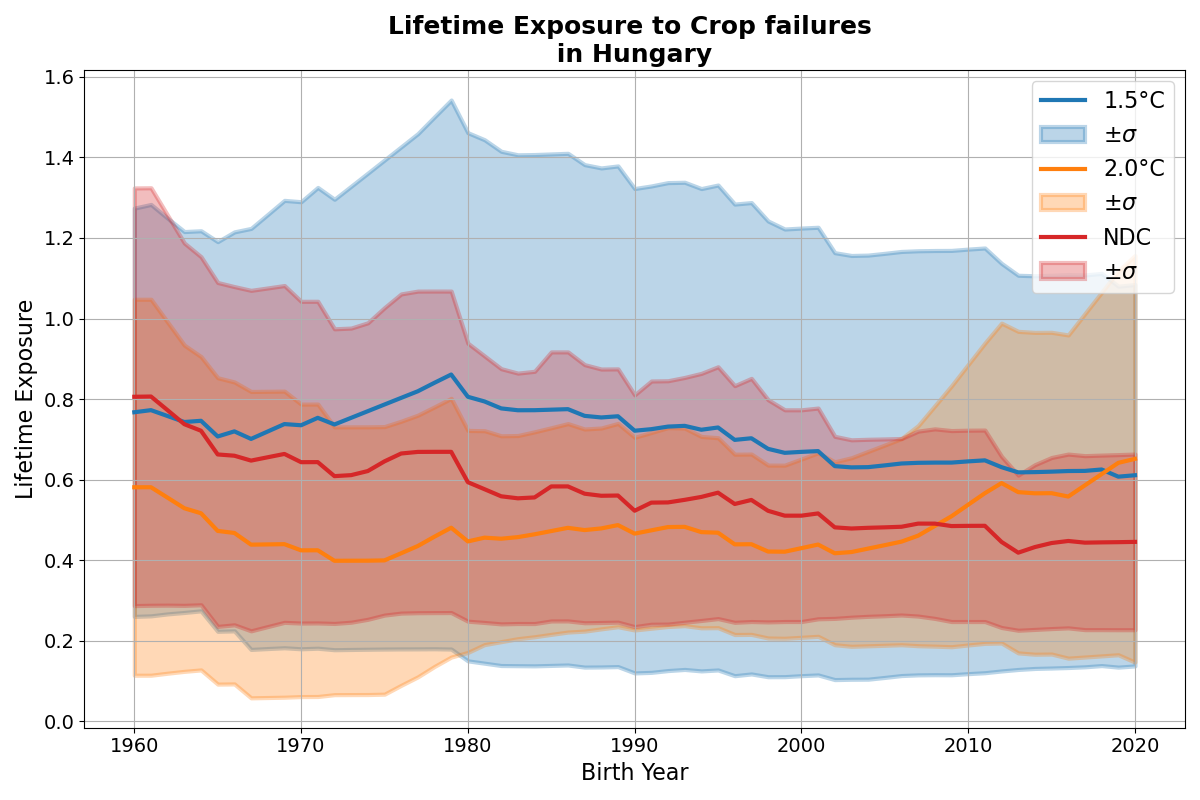 Lifetime Exposure to Crop failures
in Hungary
Lifetime Exposure
1.6
1.4
1.2
1.0
0.8
0.6
0.4
0.2
0.0
1.5°C
±σ
2.0°C
±σ
NDC
±σ
1960 1970 1980 1990 2000 2010 2020
Birth Year